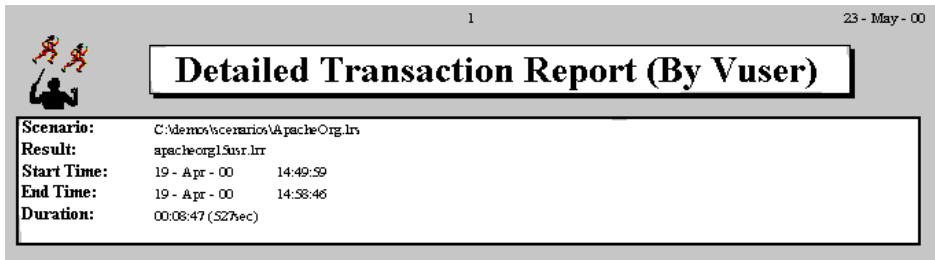 1 23 - May - 00
Detailed Transaction Report (By Vuser)
Scenario: C:\demos\scenarios\ApacheOrg.lrs
Result: apacheorg15usr.lrr
Start Time: 19 - Apr - 00 14:49:59
End Time: 19 - Apr - 00 14:58:46
Duration: 00:08:47 (527sec)